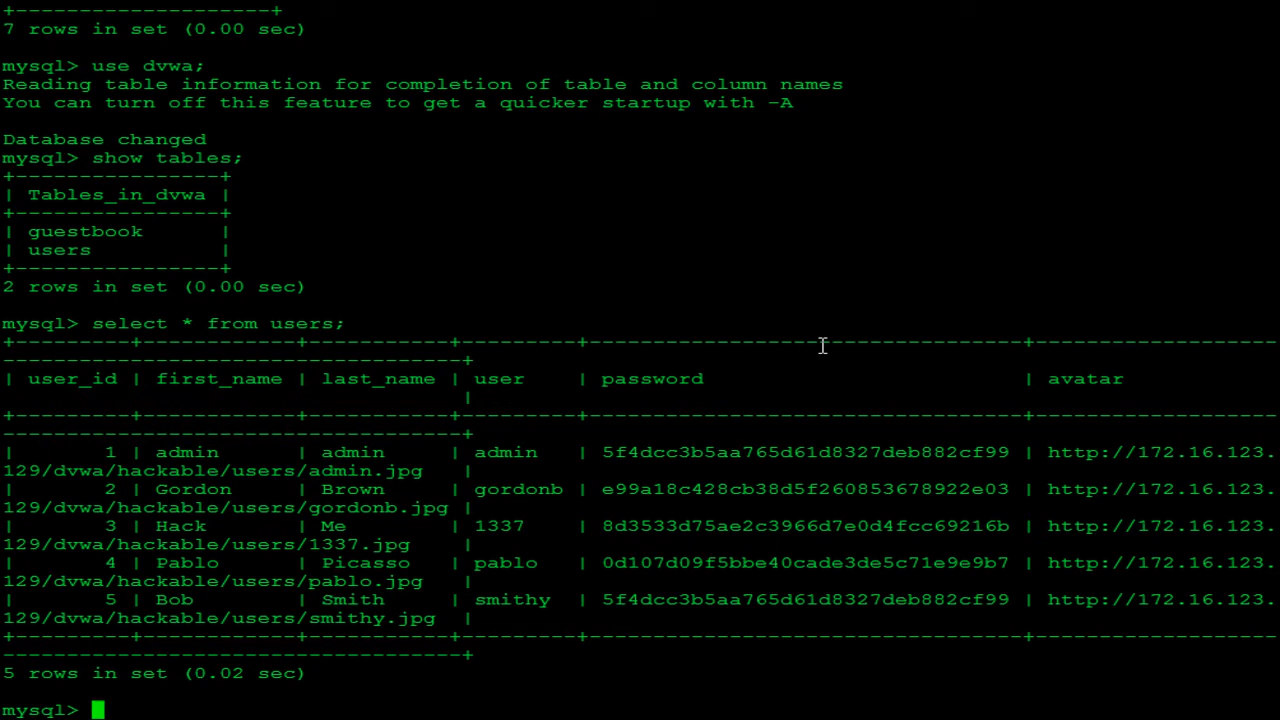 +---------------------+
7 rows in set (0.00 sec)
mysql> use dvwa;
Reading table information for completion of table and column names
You can turn off this feature to get a quicker startup with -A
Database changed
mysql> show tables;
+----------------+
| Tables_in_dvwa |
+----------------+
| guestbook      |
| users          |
+----------------+
2 rows in set (0.00 sec)
mysql> select * from users;
+---------+------------+-----------+---------+----------------------------------+-------------------
------------------------------------+
| user_id | first_name | last_name | user    | password                         | avatar
                                    |
+---------+------------+-----------+---------+----------------------------------+-------------------
------------------------------------+
|       1 | admin      | admin     | admin   | 5f4dcc3b5aa765d61d8327deb882cf99 | http://172.16.123.
129/dvwa/hackable/users/admin.jpg   |
|       2 | Gordon     | Brown     | gordonb | e99a18c428cb38d5f260853678922e03 | http://172.16.123.
129/dvwa/hackable/users/gordonb.jpg |
|       3 | Hack       | Me        | 1337    | 8d3533d75ae2c3966d7e0d4fcc69216b | http://172.16.123.
129/dvwa/hackable/users/1337.jpg    |
|       4 | Pablo      | Picasso   | pablo   | 0d107d09f5bbe40cade3de5c71e9e9b7 | http://172.16.123.
129/dvwa/hackable/users/pablo.jpg   |
|       5 | Bob        | Smith     | smithy  | 5f4dcc3b5aa765d61d8327deb882cf99 | http://172.16.123.
129/dvwa/hackable/users/smithy.jpg  |
+---------+------------+-----------+---------+----------------------------------+-------------------
------------------------------------+
5 rows in set (0.02 sec)
mysql>